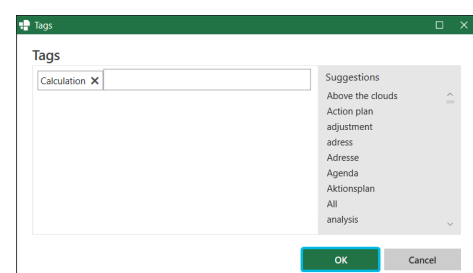 Tags
Tags
Calculation
Suggestions
Above the clouds
Action plan
adjustment
adress
Adresse
Agenda
Aktionsplan
All
analysis
OK
Cancel